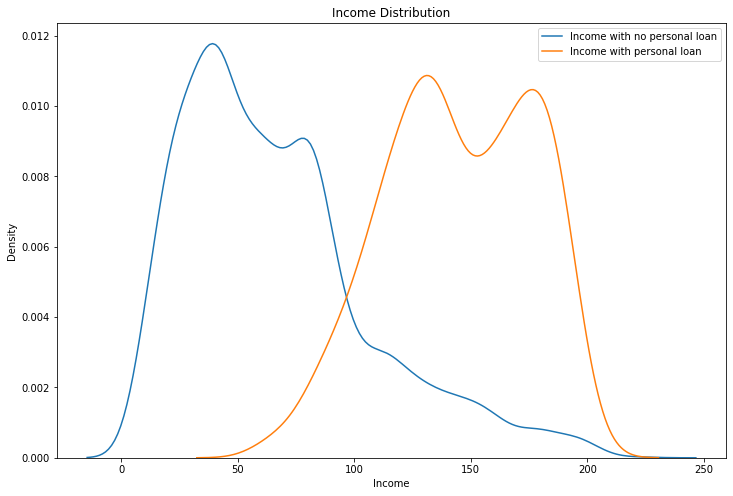 Income Distribution
Income with no personal loan
Income with personal loan
0.012
0.010
0.008
0.006
0.004
0.002
0.000
Density
0 50 100 150 200 250
Income